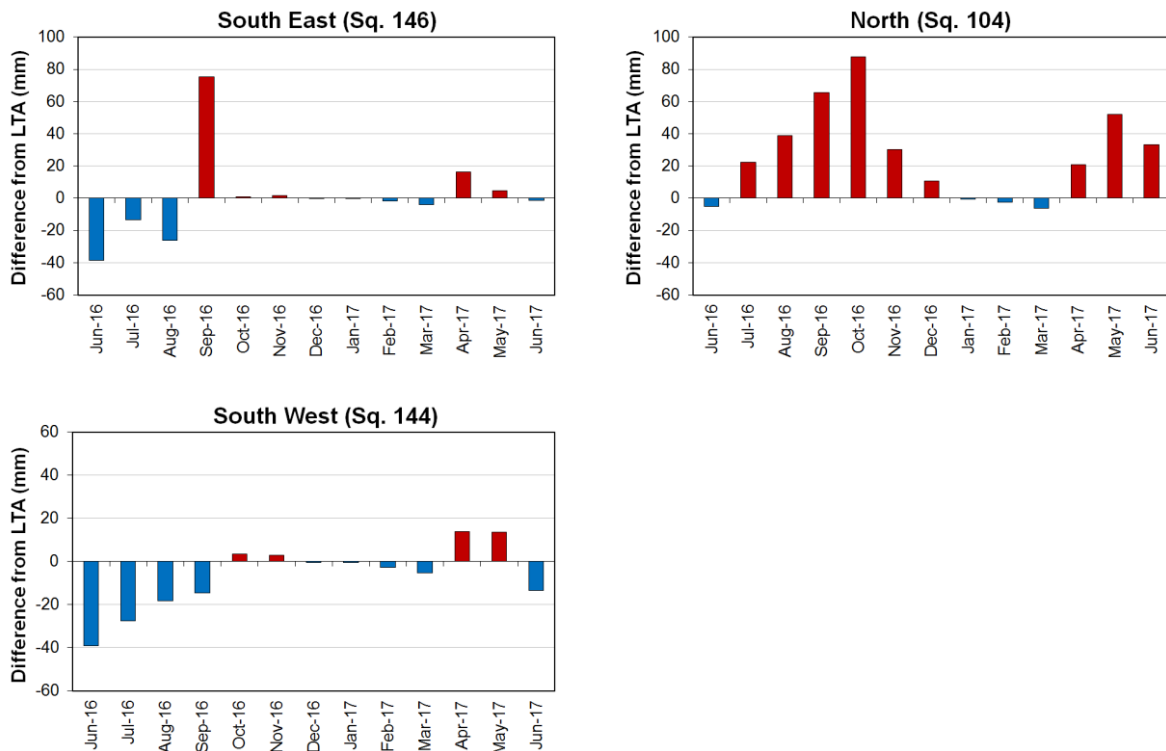 South East (Sq. 146)
Difference from LTA (mm)
100
80
60
40
20
0
-20
-40
-60
Jun-16
Jul-16
Aug-16
Sep-16
Oct-16
Nov-16
Dec-16
Jan-17
Feb-17
Mar-17
Apr-17
May-17
Jun-17
North (Sq. 104)
Difference from LTA (mm)
100
80
60
40
20
0
-20
-40
-60
Jun-16
Jul-16
Aug-16
Sep-16
Oct-16
Nov-16
Dec-16
Jan-17
Feb-17
Mar-17
Apr-17
May-17
Jun-17
South West (Sq. 144)
Difference from LTA (mm)
60
40
20
0
-20
-40
-60
Jun-16
Jul-16
Aug-16
Sep-16
Oct-16
Nov-16
Dec-16
Jan-17
Feb-17
Mar-17
Apr-17
May-17
Jun-17